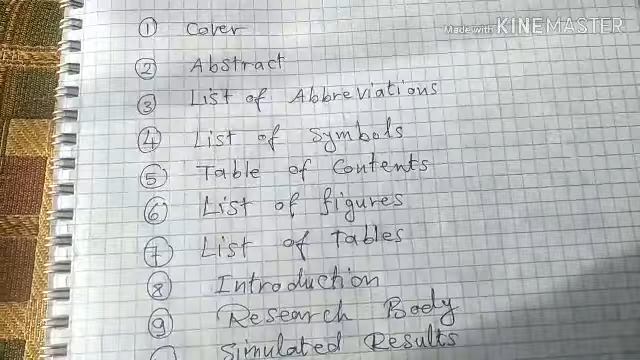 Made with KINEMASTER
① Cover
② Abstract
③ List of Abbreviations
④ List of Symbols
⑤ Table of Contents
⑥ List of figures
⑦ List of Tables
⑧ Introduction
⑨ Research Body
Simulated Results